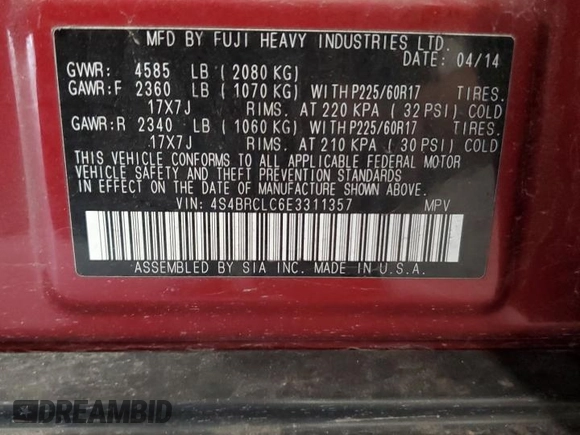 MFD BY FUJI HEAVY INDUSTRIES LTD.
DATE: 04/14
GVWR: 4585 LB (2080 KG)
GAWR:F 2360 LB (1070 KG) WITH P225/60R17 TIRES.
17X7J RIMS. AT 220 KPA (32 PSI) COLD
GAWR:R 2340 LB (1060 KG) WITH P225/60R17 TIRES.
17X7J RIMS. AT 210 KPA (30 PSI) COLD
THIS VEHICLE CONFORMS TO ALL APPLICABLE FEDERAL MOTOR
VEHICLE SAFETY AND THEFT PREVENTION STANDARDS
IN EFFECT ON THE DATE OF MANUFACTURE SHOWN ABOVE.
VIN: 4S4BRCLC6E3311357 MPV
ASSEMBLED BY SIA INC. MADE IN U.S.A.
DREAMBID